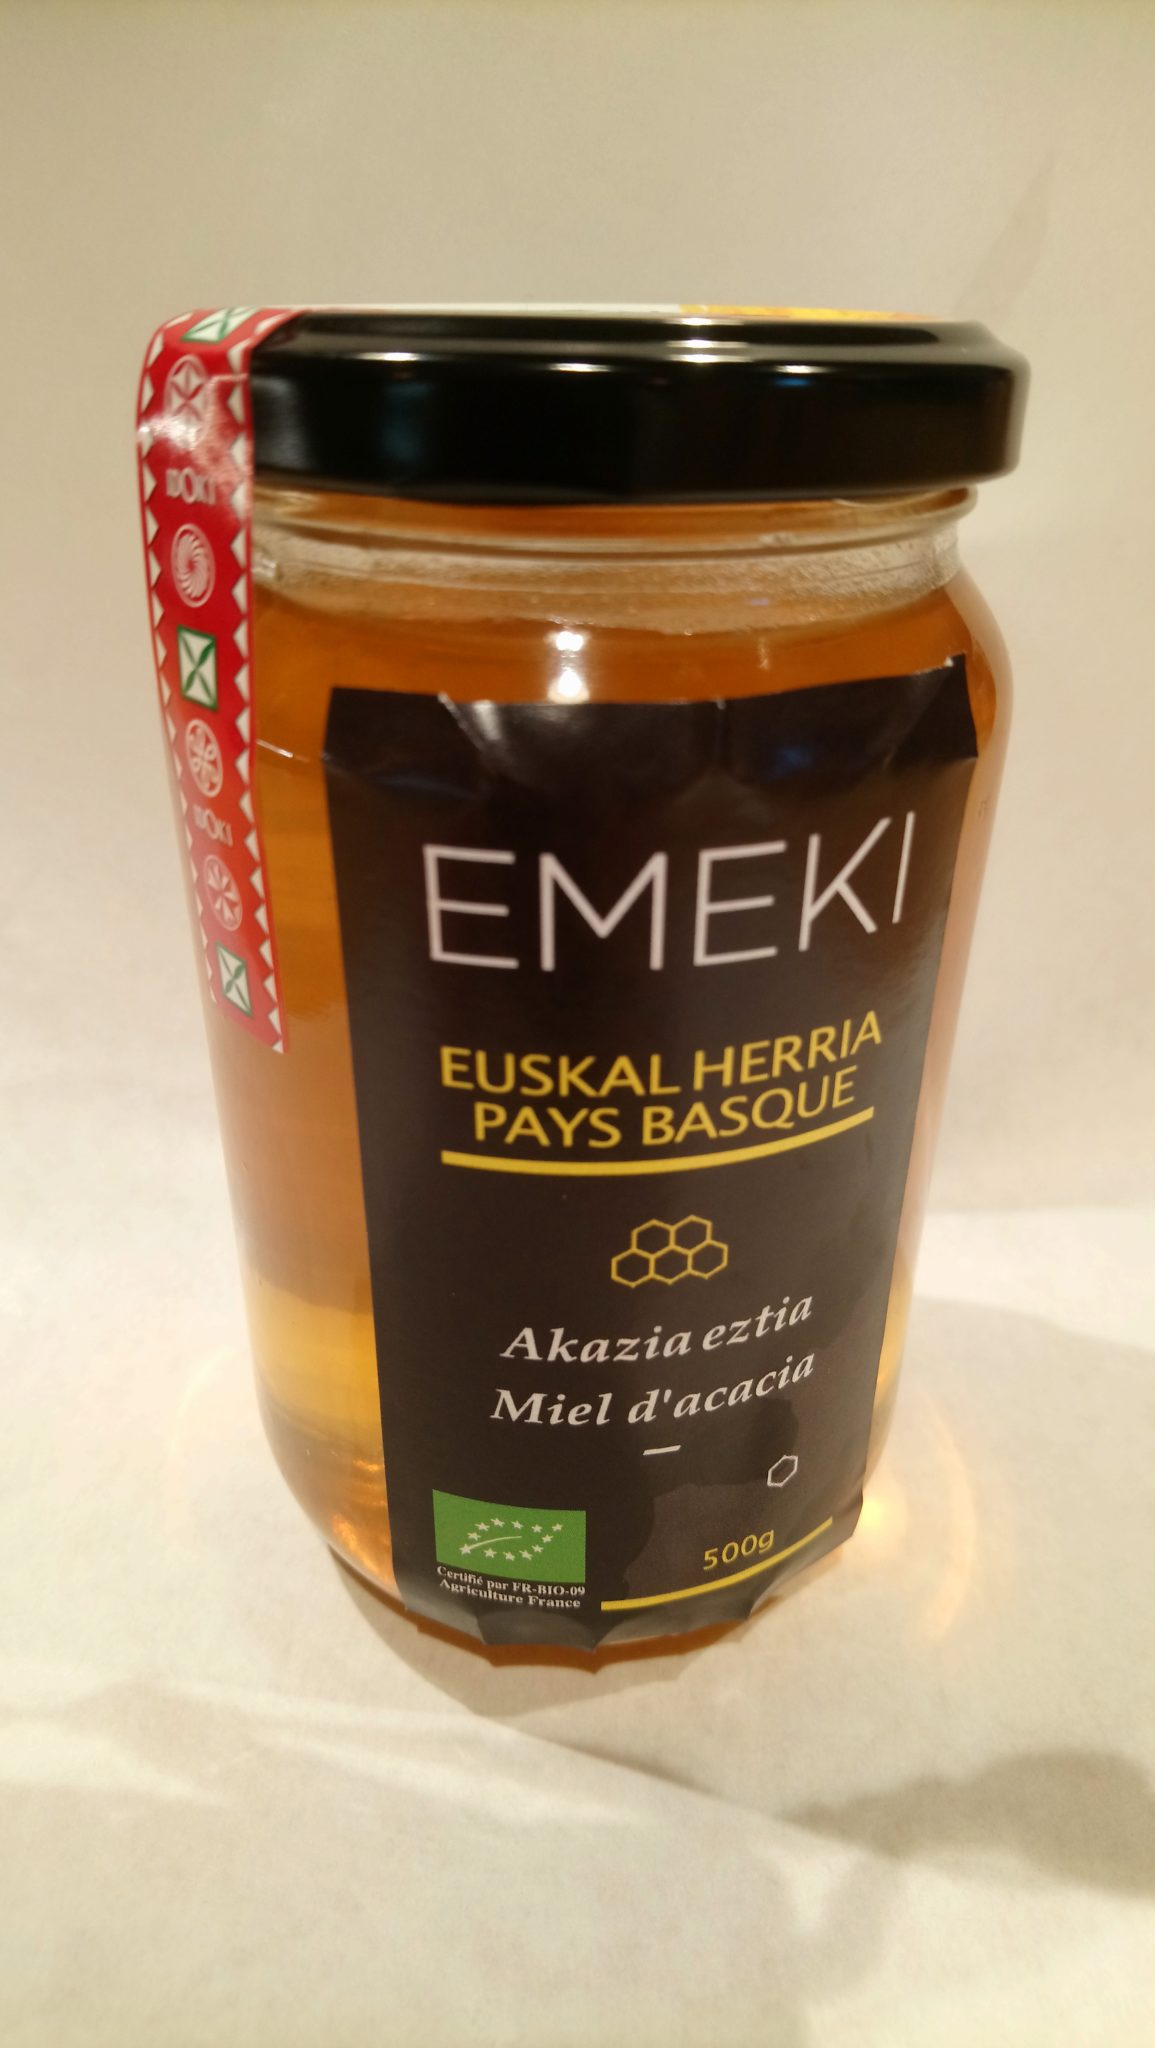 IDOKI
IDOKI
EMEKI
EUSKAL HERRIA
PAYS BASQUE
Akazia eztia
Miel d'acacia
500g
Certifié par FR-BIO-09
Agriculture France